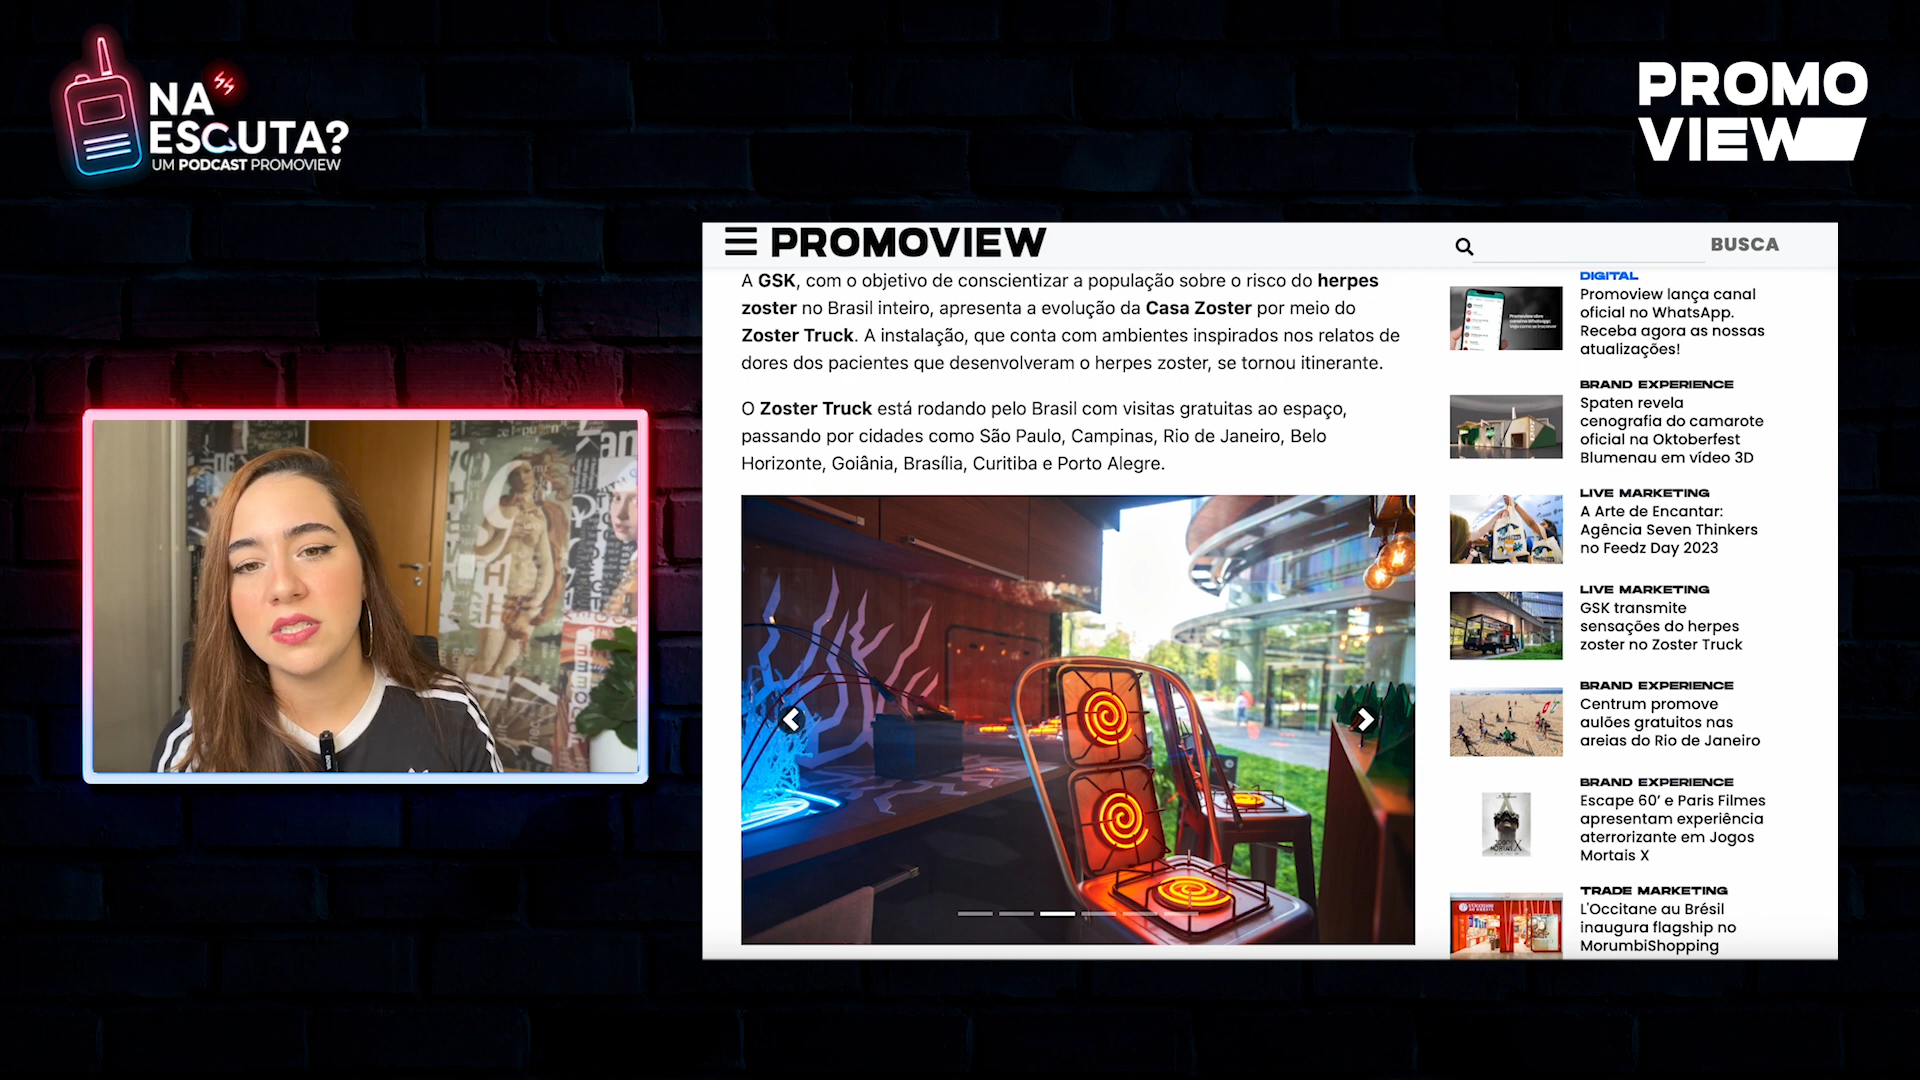 NA
ESCUTA?
UM PODCAST PROMOVIEW
PROMO
VIEW
PROMOVIEW
BUSCA
A GSK, com o objetivo de conscientizar a população sobre o risco do herpes
zoster no Brasil inteiro, apresenta a evolução da Casa Zoster por meio do
Zoster Truck. A instalação, que conta com ambientes inspirados nos relatos de
dores dos pacientes que desenvolveram o herpes zoster, se tornou itinerante.
O Zoster Truck está rodando pelo Brasil com visitas gratuitas ao espaço,
passando por cidades como São Paulo, Campinas, Rio de Janeiro, Belo
Horizonte, Goiânia, Brasília, Curitiba e Porto Alegre.
DIGITAL
Promoview lança canal
oficial no WhatsApp.
Receba agora as nossas
atualizações!
BRAND EXPERIENCE
Spaten revela
cenografia do camarote
oficial na Oktoberfest
Blumenau em vídeo 3D
LIVE MARKETING
A Arte de Encantar:
Agência Seven Thinkers
no Feedz Day 2023
LIVE MARKETING
GSK transmite
sensações do herpes
zoster no Zoster Truck
BRAND EXPERIENCE
Centrum promove
aulões gratuitos nas
areias do Rio de Janeiro
BRAND EXPERIENCE
Escape 60' e Paris Filmes
apresentam experiência
aterrorizante em Jogos
Mortais X
TRADE MARKETING
L'Occitane au Brésil
inaugura flagship no
MorumbiShopping